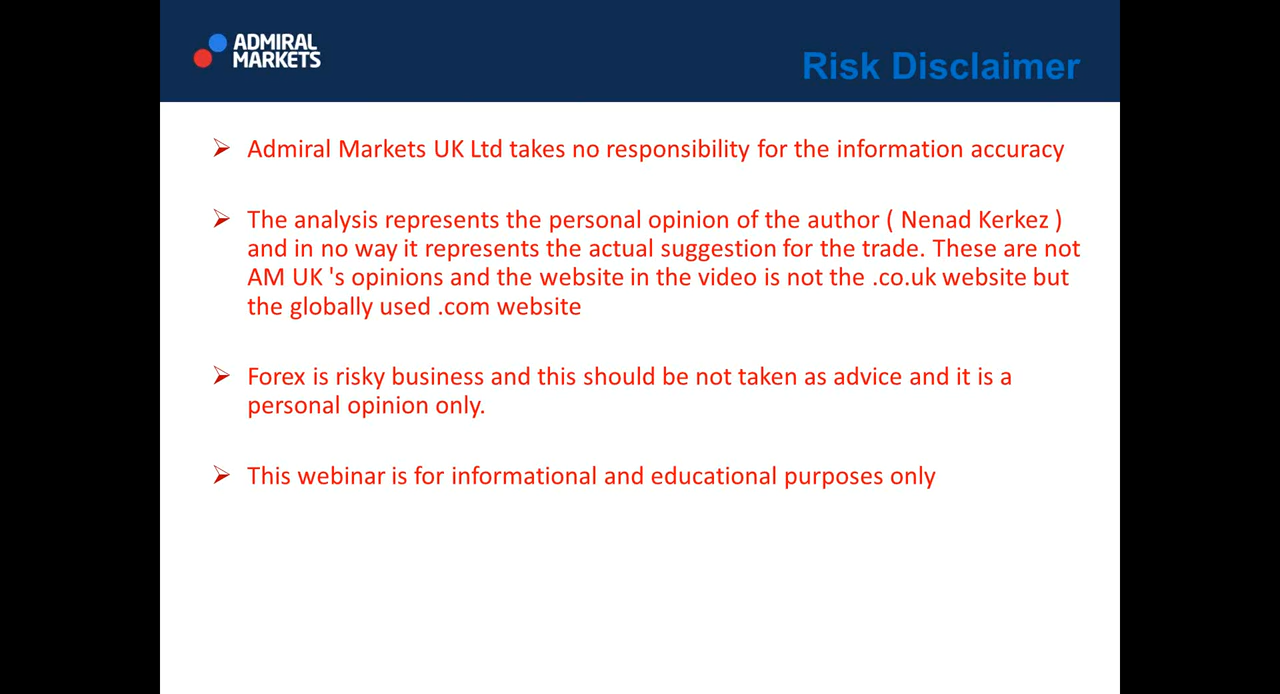 ADMIRAL
MARKETS
Risk Disclaimer
Admiral Markets UK Ltd takes no responsibility for the information accuracy
The analysis represents the personal opinion of the author ( Nenad Kerkez )
and in no way it represents the actual suggestion for the trade. These are not
AM UK 's opinions and the website in the video is not the .co.uk website but
the globally used .com website
Forex is risky business and this should be not taken as advice and it is a
personal opinion only.
This webinar is for informational and educational purposes only